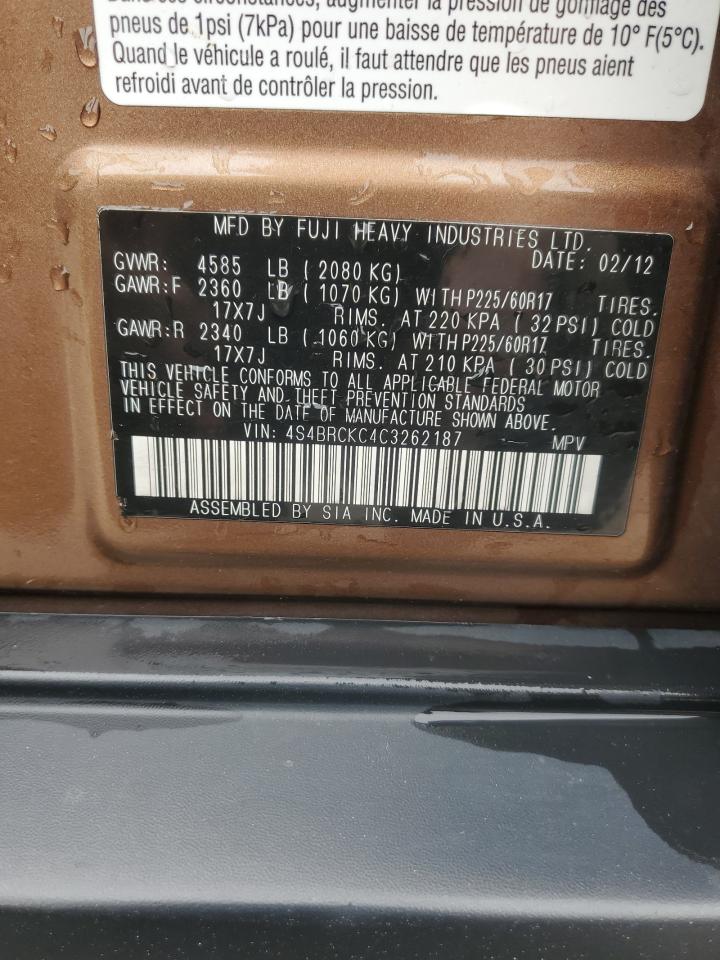 pneus de 1psi (7kPa) pour une baisse de température de 10° F(5°C).
Quand le véhicule a roulé, il faut attendre que les pneus aient
refroidi avant de contrôler la pression.
MFD BY FUJI HEAVY INDUSTRIES LTD.
DATE: 02/12
GVWR: 4585 LB ( 2080 KG)
GAWR:F 2360 LB ( 1070 KG) WITH P225/60R17 TIRES.
17X7J RIMS. AT 220 KPA ( 32 PSI) COLD
GAWR:R 2340 LB ( 1060 KG) WITH P225/60R17 TIRES.
17X7J RIMS. AT 210 KPA ( 30 PSI) COLD
THIS VEHICLE CONFORMS TO ALL APPLICABLE FEDERAL MOTOR
VEHICLE SAFETY AND THEFT PREVENTION STANDARDS
IN EFFECT ON THE DATE OF MANUFACTURE SHOWN ABOVE.
VIN: 4S4BRCKC4C3262187 MPV
ASSEMBLED BY SIA INC. MADE IN U.S.A.